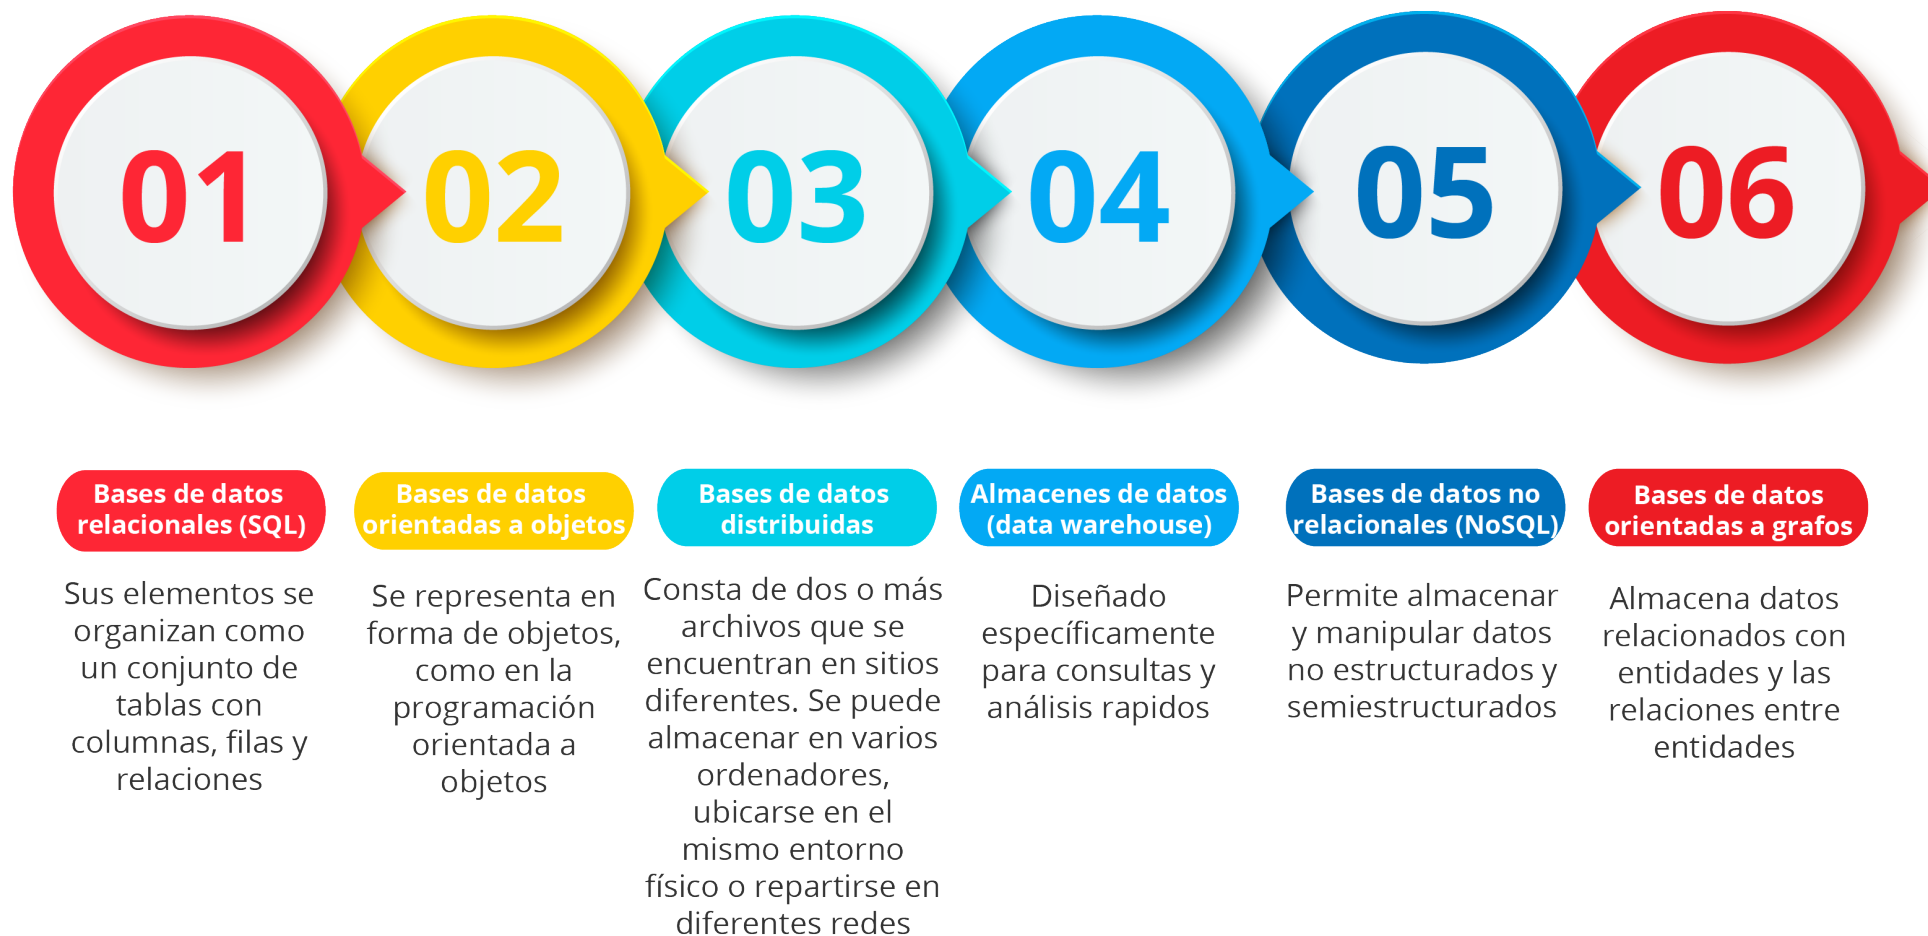 01
02
03
04
05
06
Bases de datos
relacionales (SQL)
Sus elementos se
organizan como
un conjunto de
tablas con
columnas, filas y
relaciones
Bases de datos
orientadas a objetos
Se representa en
forma de objetos,
como en la
programación
orientada a
objetos
Bases de datos
distribuidas
Consta de dos o más
archivos que se
encuentran en sitios
diferentes. Se puede
almacenar en varios
ordenadores,
ubicarse en el
mismo entorno
físico o repartirse en
diferentes redes
Almacenes de datos
(data warehouse)
Diseñado
específicamente
para consultas y
análisis rapidos
Bases de datos no
relacionales (NoSQL)
Permite almacenar
y manipular datos
no estructurados y
semiestructurados
Bases de datos
orientadas a grafos
Almacena datos
relacionados con
entidades y las
relaciones entre
entidades